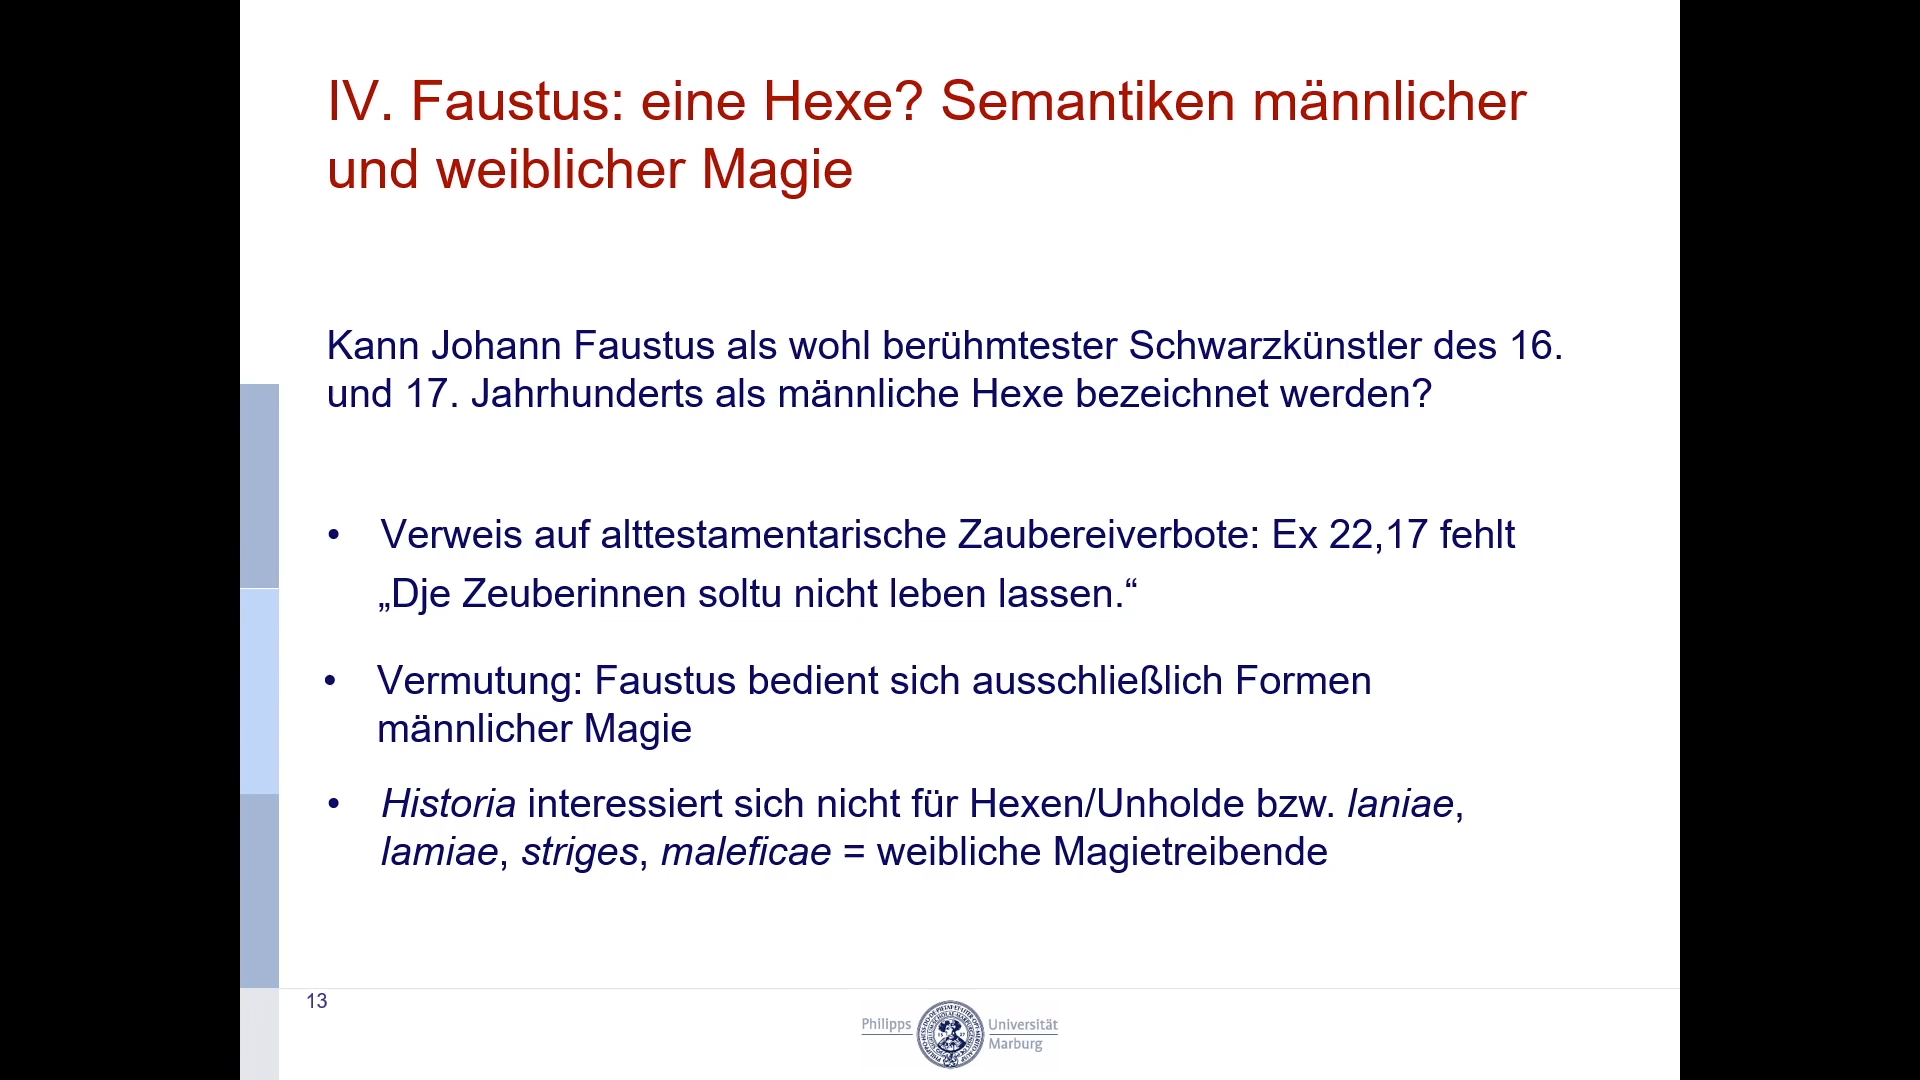 IV. Faustus: eine Hexe? Semantiken männlicher
und weiblicher Magie
Kann Johann Faustus als wohl berühmtester Schwarzkünstler des 16.
und 17. Jahrhunderts als männliche Hexe bezeichnet werden?
• Verweis auf alttestamentarische Zaubereiverbote: Ex 22,17 fehlt
„Dje Zeuberinnen soltu nicht leben lassen.“
• Vermutung: Faustus bedient sich ausschließlich Formen
männlicher Magie
• Historia interessiert sich nicht für Hexen/Unholde bzw. laniae,
lamiae, striges, maleficae = weibliche Magietreibende
13
Philipps Universität
Marburg